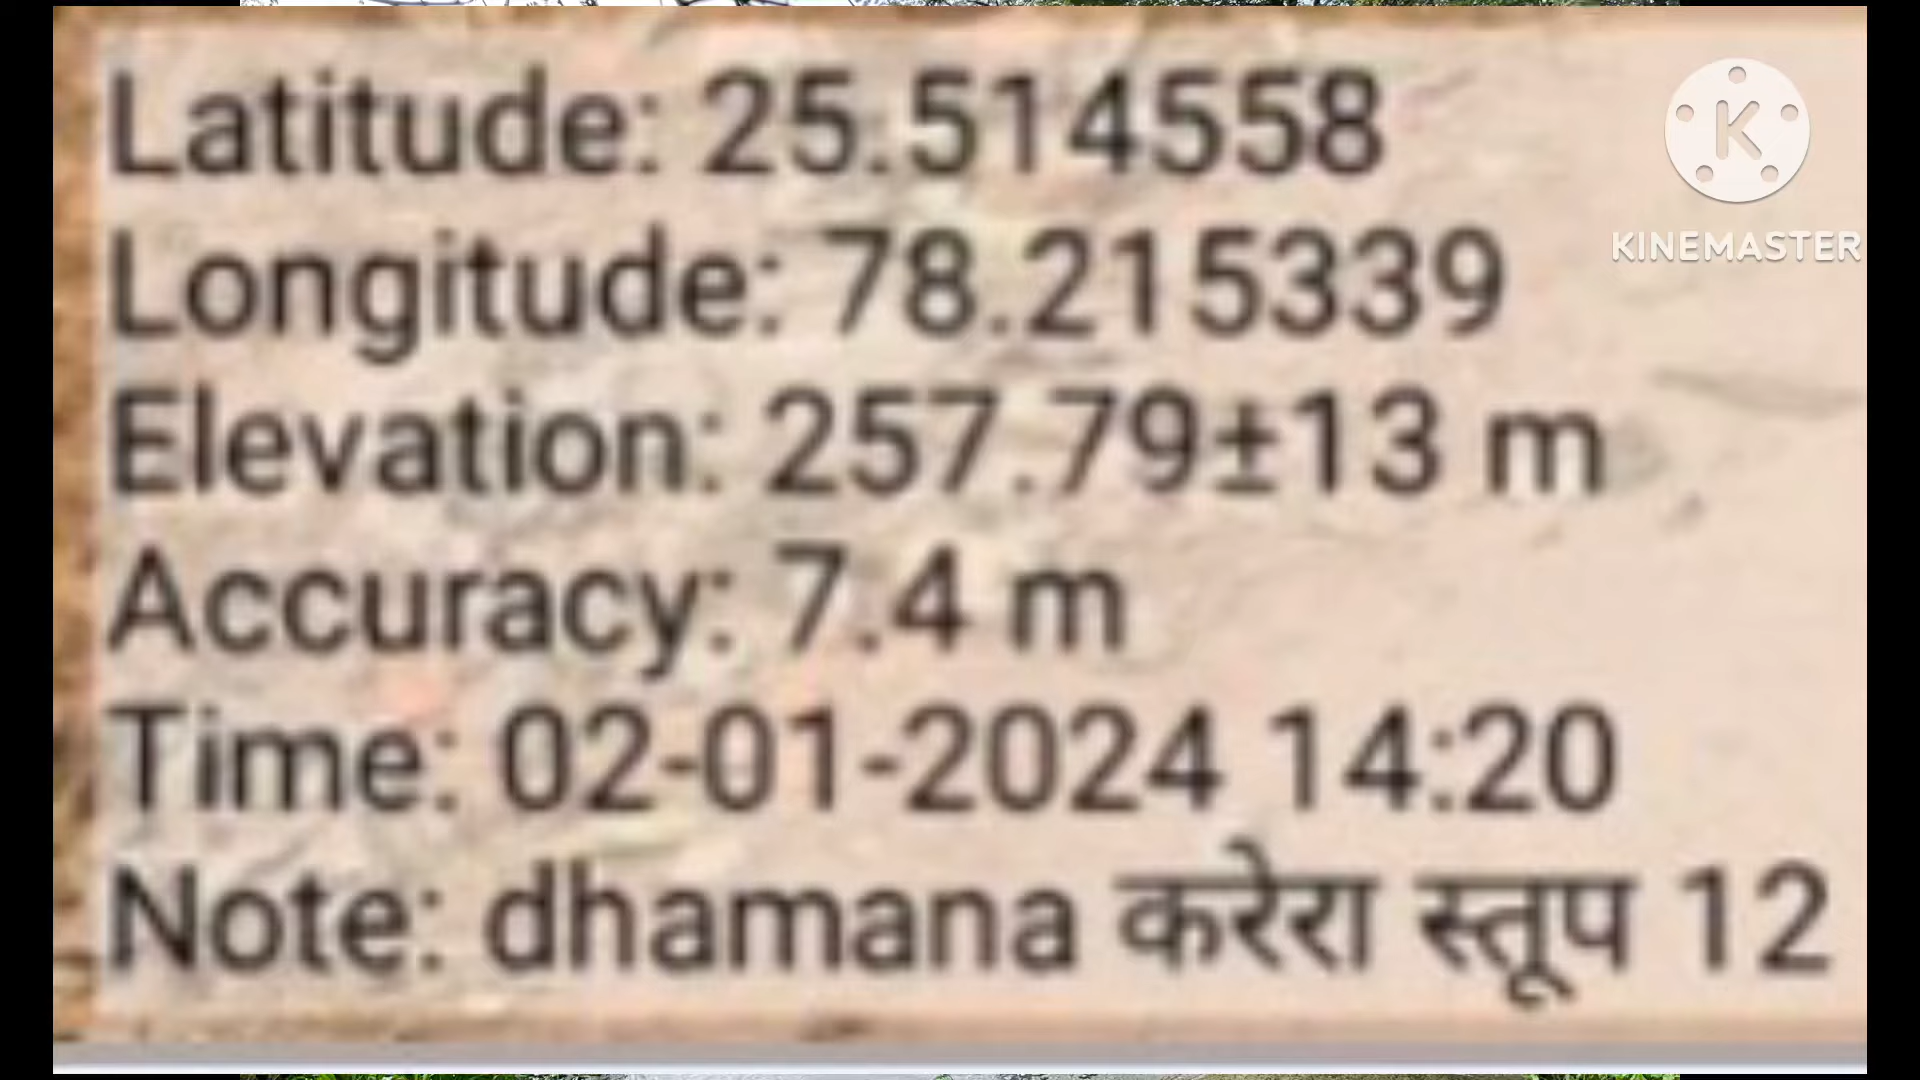 Latitude: 25.514558
Longitude: 78.215339
Elevation: 257.79±13 m
Accuracy: 7.4 m
Time: 02-01-2024 14:20
Note: dhamana करेरा स्तूप 12
K
KINEMASTER